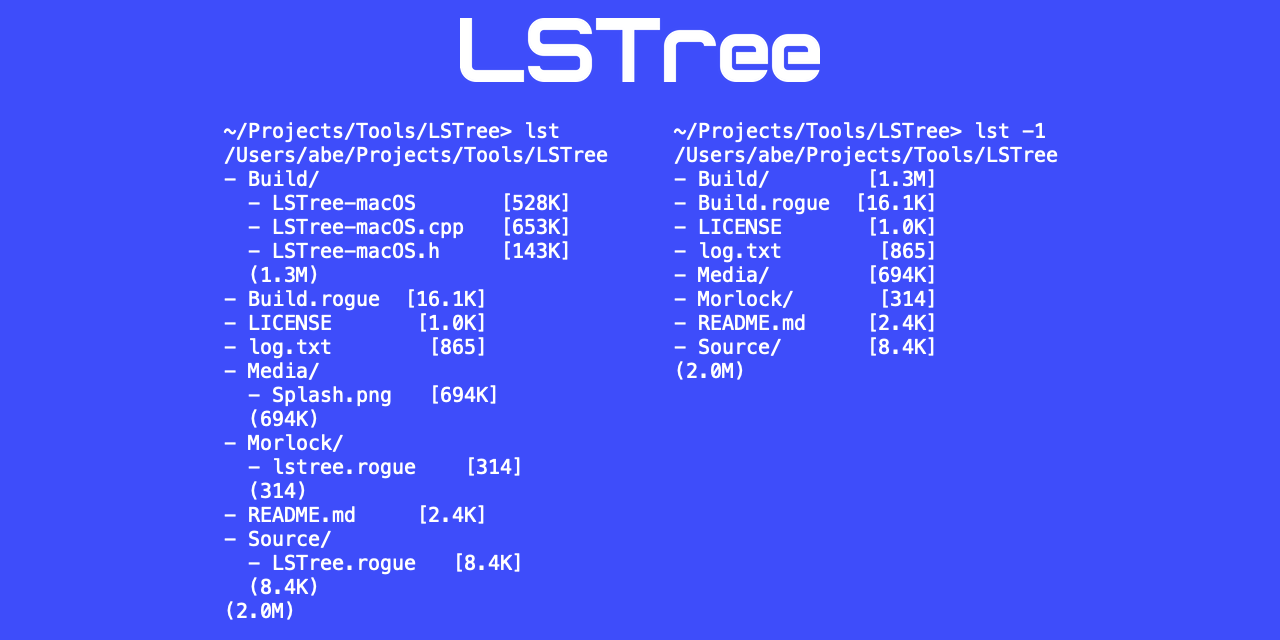 LSTree
~/Projects/Tools/LSTree> lst
/Users/abe/Projects/Tools/LSTree
- Build/
  - LSTree-macOS       [528K]
  - LSTree-macOS.cpp   [653K]
  - LSTree-macOS.h     [143K]
  (1.3M)
- Build.rogue  [16.1K]
- LICENSE       [1.0K]
- log.txt        [865]
- Media/
  - Splash.png   [694K]
  (694K)
- Morlock/
  - lstree.rogue    [314]
  (314)
- README.md     [2.4K]
- Source/
  - LSTree.rogue   [8.4K]
  (8.4K)
(2.0M)
~/Projects/Tools/LSTree> lst -1
/Users/abe/Projects/Tools/LSTree
- Build/        [1.3M]
- Build.rogue  [16.1K]
- LICENSE       [1.0K]
- log.txt        [865]
- Media/        [694K]
- Morlock/       [314]
- README.md     [2.4K]
- Source/       [8.4K]
(2.0M)